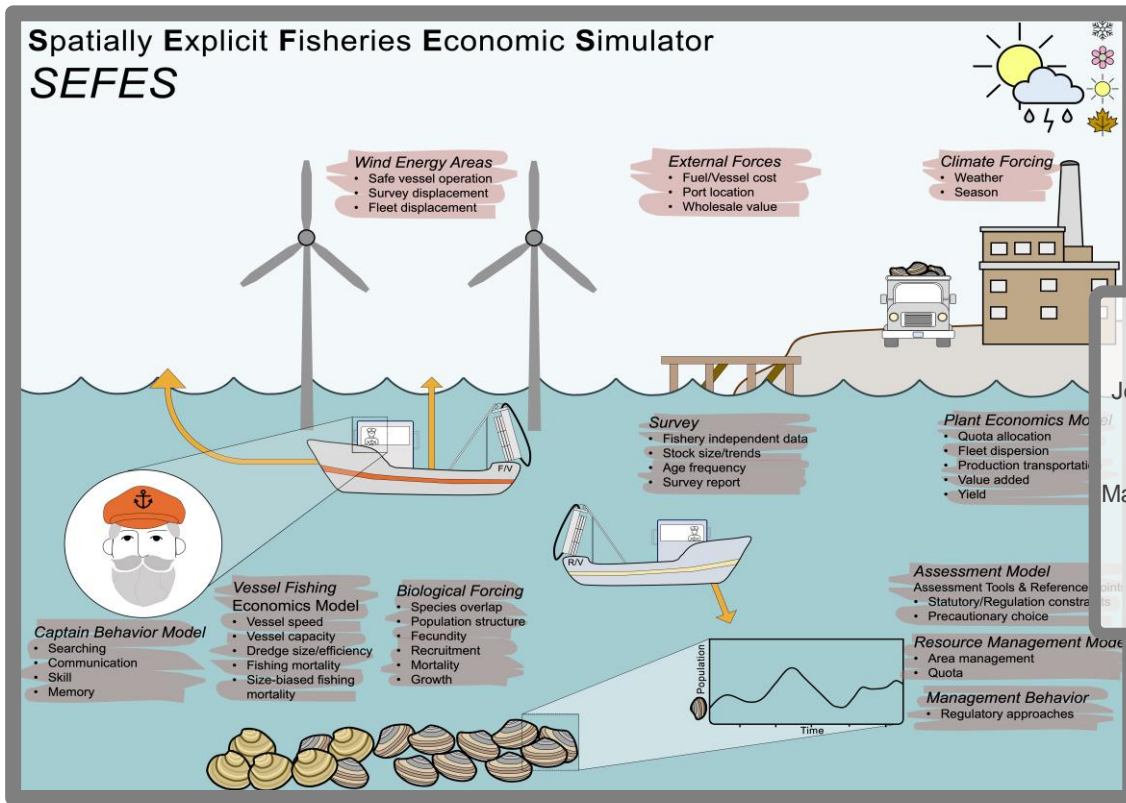 Spatially Explicit Fisheries Economic Simulator
SEFES
Wind Energy Areas
• Safe vessel operation
• Survey displacement
• Fleet displacement
External Forces
• Fuel/Vessel cost
• Port location
• Wholesale value
Climate Forcing
• Weather
• Season
F/V
Survey
• Fishery independent data
• Stock size/trends
• Age frequency
• Survey report
Plant Economics Model
• Quota allocation
• Fleet dispersion
• Production
• Value added
• Yield
R/V
Captain Behavior Model
• Searching
• Communication
• Skill
• Memory
Vessel Fishing
Economics Model
• Vessel speed
• Vessel capacity
• Dredge size/efficiency
• Fishing mortality
• Size-biased fishing
mortality
Biological Forcing
• Species overlap
• Population structure
• Fecundity
• Recruitment
• Mortality
• Growth
Population
Time
Assessment Model
Assessment Tools & Reference Points
• Statutory/Regulation constraints
• Precautionary choice
Resource Management Mode
• Area management
• Quota
Management Behavior
• Regulatory approaches